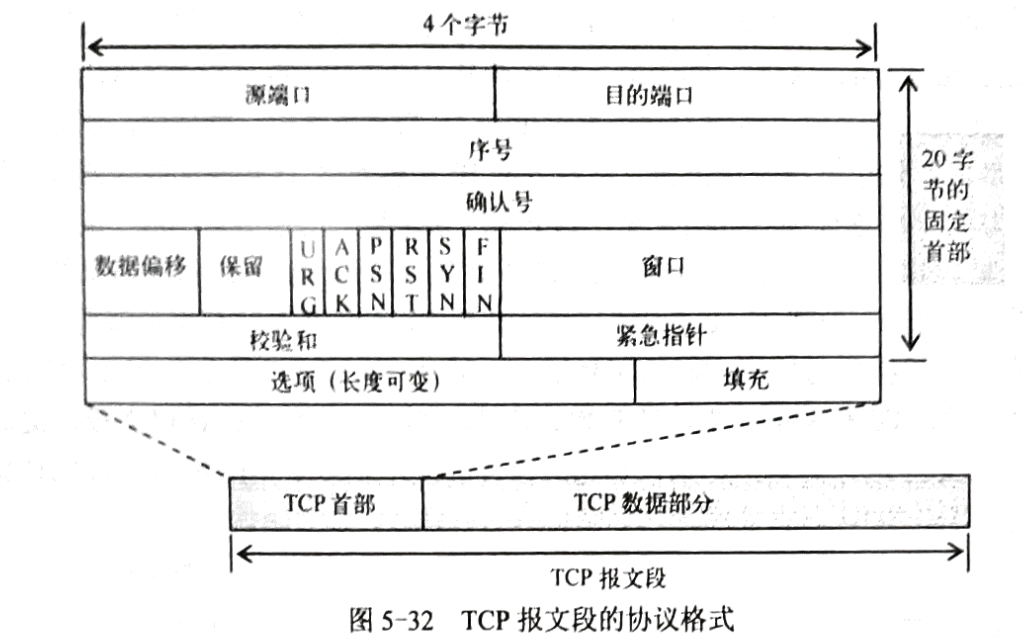 4个字节
源端口 目的端口
序号
确认号
数据偏移 保留 URG ACK PSN RST SYN FIN 窗口
校验和 紧急指针
选项（长度可变） 填充
20字
节的
固定
首部
TCP 首部 TCP 数据部分
TCP 报文段
图 5-32 TCP 报文段的协议格式